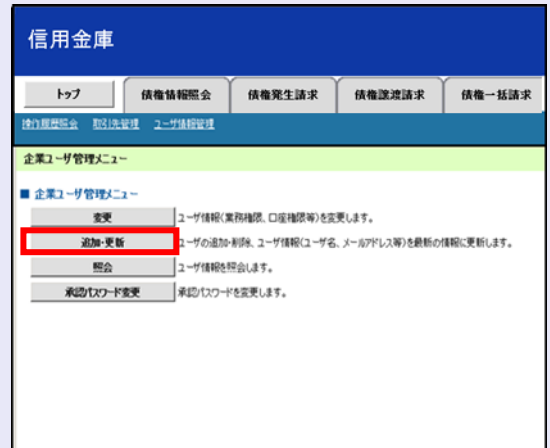 信用金庫
トップ 債権情報照会 債権発生請求 債権譲渡請求 債権一括請求
操作履歴照会 取引先管理 ユーザ情報管理
企業ユーザ管理メニュー
■ 企業ユーザ管理メニュー
変更 ユーザ情報(業務権限、口座権限等)を変更します。
追加・更新 ユーザの追加・削除、ユーザ情報(ユーザ名、メールアドレス等)を最新の情報に更新します。
照会 ユーザ情報を照会します。
承認パスワード変更 承認パスワードを変更します。